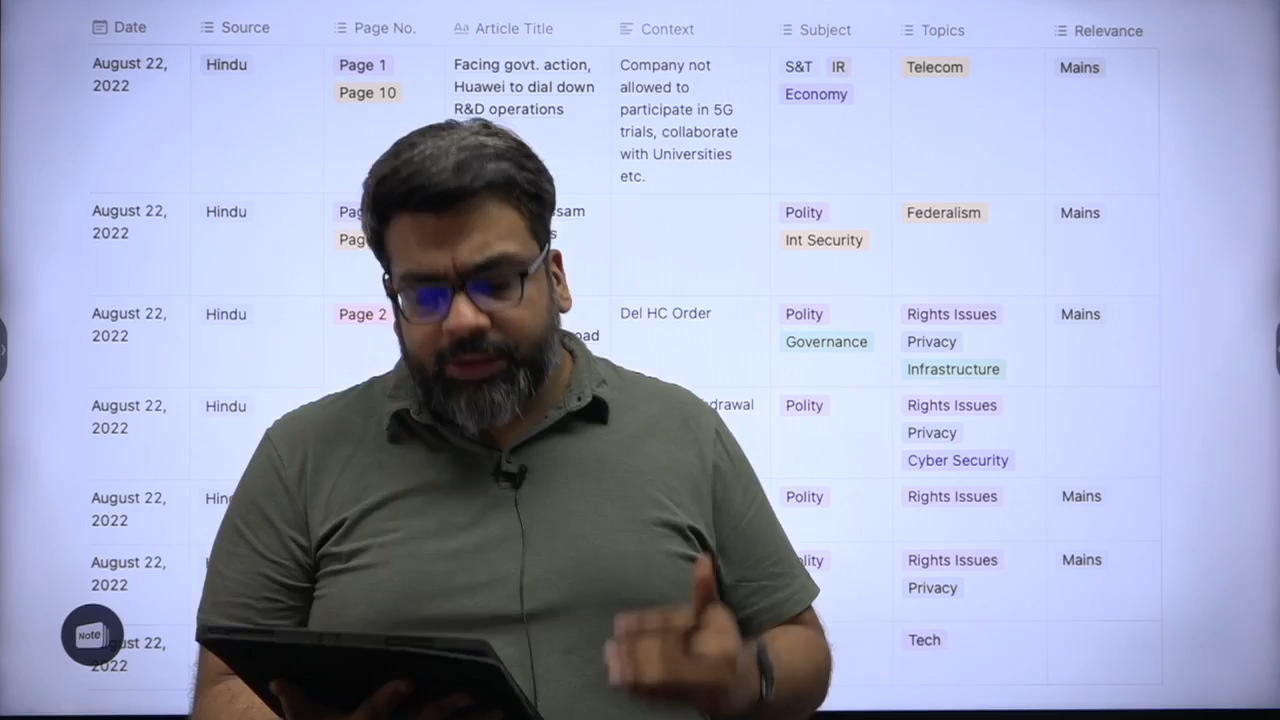 Date Source Page No. Aa Article Title Context Subject Topics Relevance
August 22, Hindu Page 1 Facing govt. action, Company not S&T IR Telecom Mains
2022 Page 10 Huawei to dial down allowed to Economy
R&D operations participate in 5G
trials, collaborate
with Universities
etc.
August 22, Hindu Polity Federalism Mains
2022 Int Security
August 22, Hindu Page 2 Del HC Order Polity Rights Issues Mains
2022 Governance Privacy
Infrastructure
August 22, Hindu Polity Rights Issues
2022 Privacy
Cyber Security
August 22, Polity Rights Issues Mains
2022
August 22, Rights Issues Mains
2022 Privacy
Note 22, Tech
2022